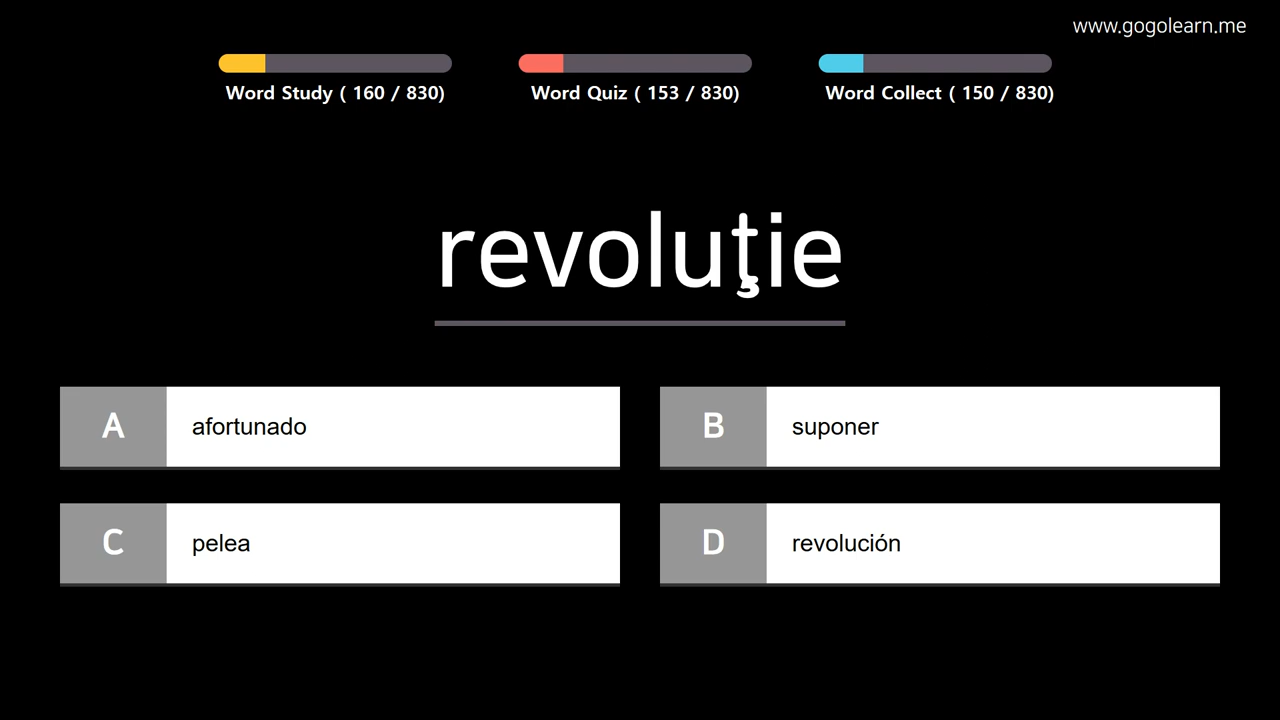 www.gogolearn.me
Word Study ( 160 / 830)
Word Quiz ( 153 / 830)
Word Collect ( 150 / 830)
revoluţie
A afortunado
B suponer
C pelea
D revolución